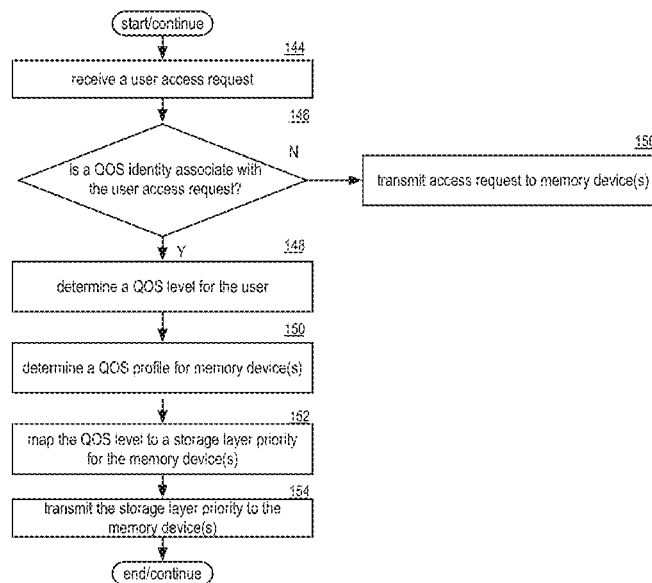 start/continue
144
receive a user access request
146
is a QOS identity associate with
the user access request?
N
156
transmit access request to memory device(s)
Y
148
determine a QOS level for the user
150
determine a QOS profile for memory device(s)
152
map the QOS level to a storage layer priority
for the memory device(s)
154
transmit the storage layer priority to the
memory device(s)
end/continue